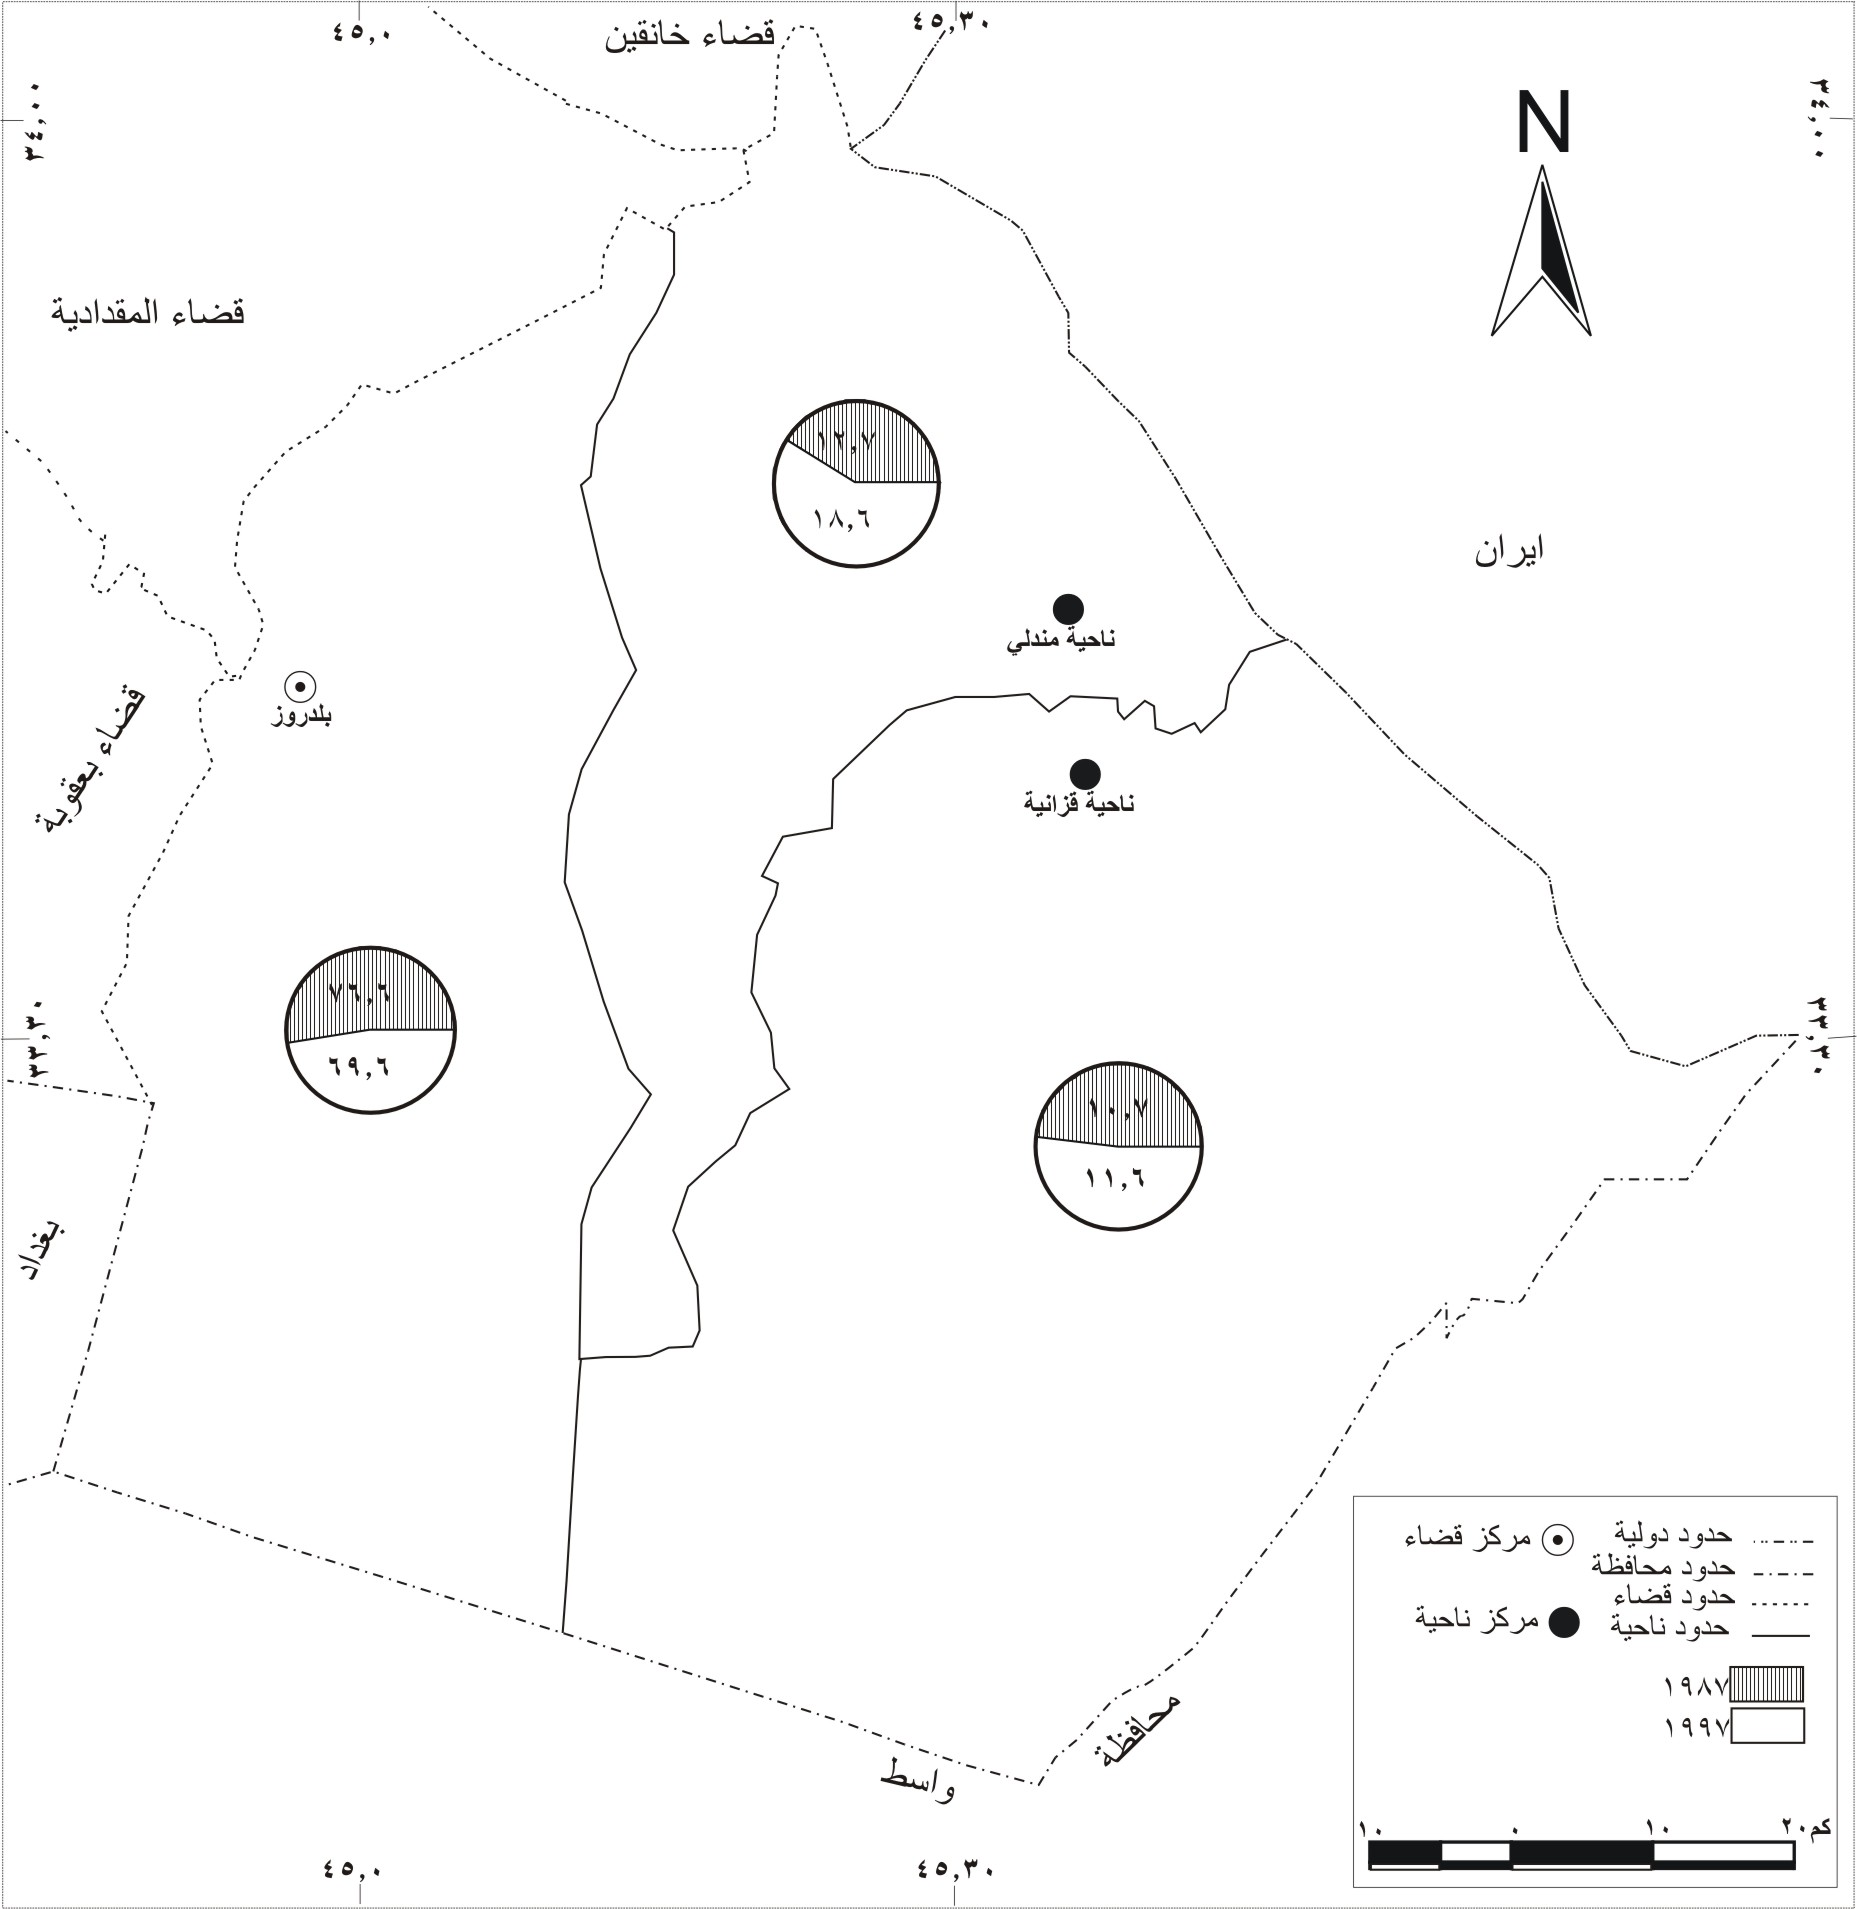 ٤٥,٠
قضاء خانقين
٤٥,٣٠
٣٤,٠٠
٣٤,٠٠
N
قضاء المقدادية
١٢,٧
١٨,٦
ايران
ناحية مندلي
بلدروز
قضاء بعقوبة
ناحية قزانية
٧٦,٦
٦٩,٦
٣٣,٣٠
٣٣,٣٠
١٠,٧
١١,٦
بغداد
حدود دولية
مركز قضاء
حدود محافظة
حدود قضاء
حدود ناحية
مركز ناحية
١٩٨٧
١٩٩٧
محافظة
واسط
١٠ ٠ ١٠ ٢٠كم
٤٥,٠
٤٥,٣٠